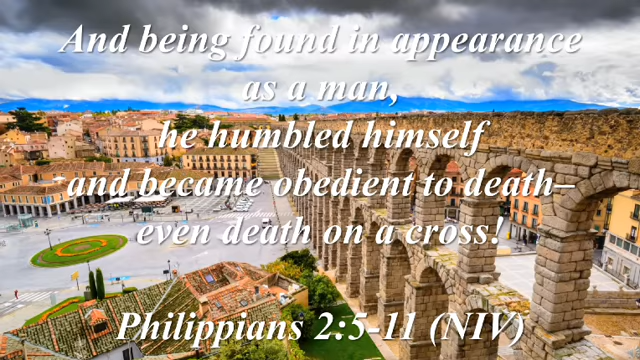 And being found in appearance
as a man,
he humbled himself
and became obedient to death–
even death on a cross!
Philippians 2:5-11 (NIV)